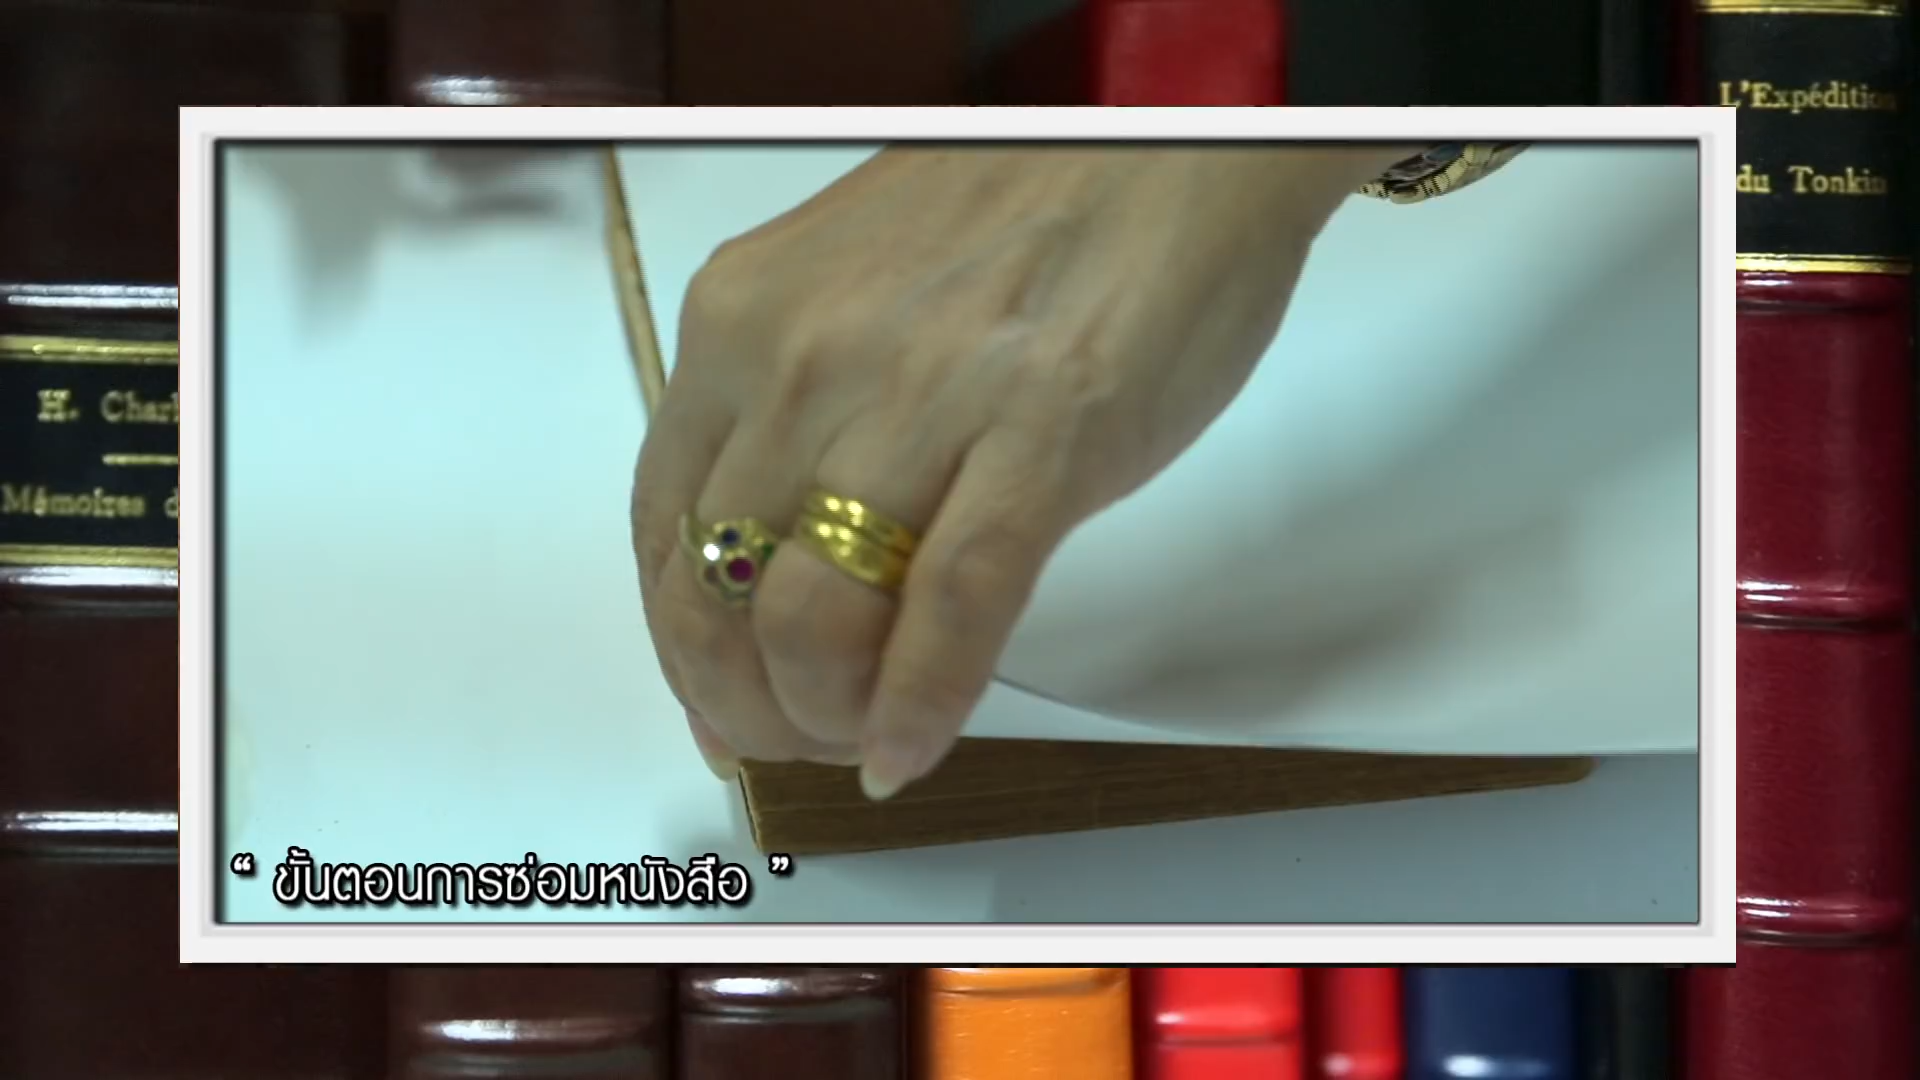 L'Expédition
du Tonkin
H. Charl
Mémoires d
“ ขั้นตอนการซ่อมหนังสือ ”